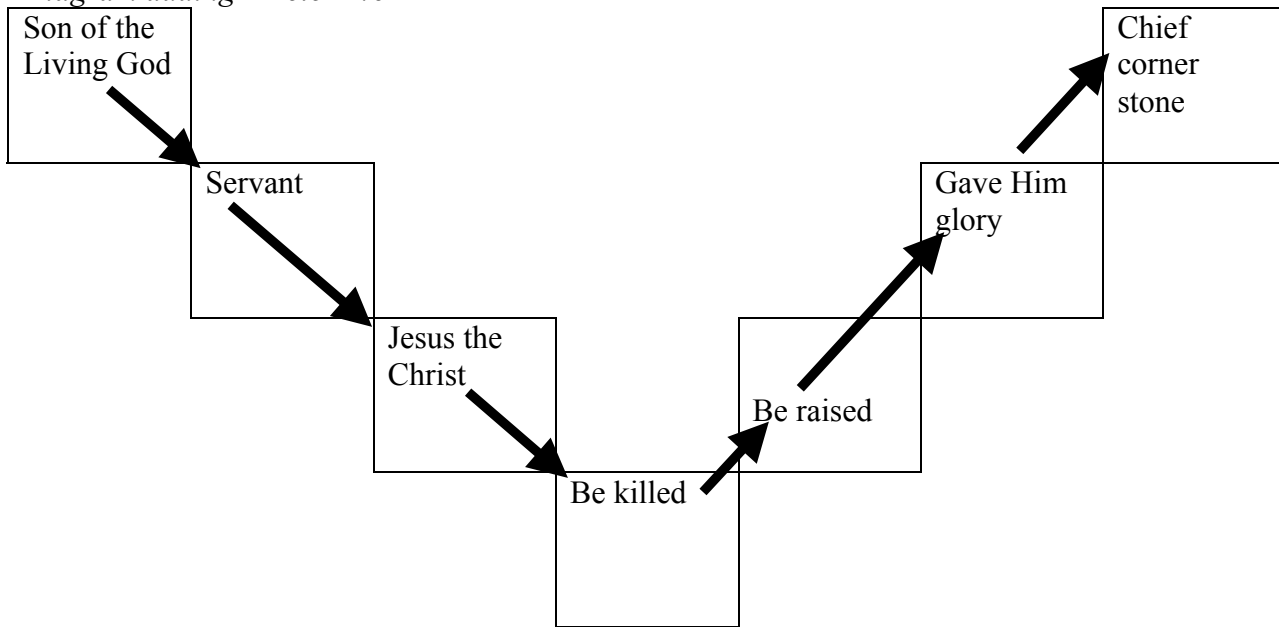 Son of the
Living God
Servant
Jesus the
Christ
Be killed
Be raised
Gave Him
glory
Chief
corner
stone